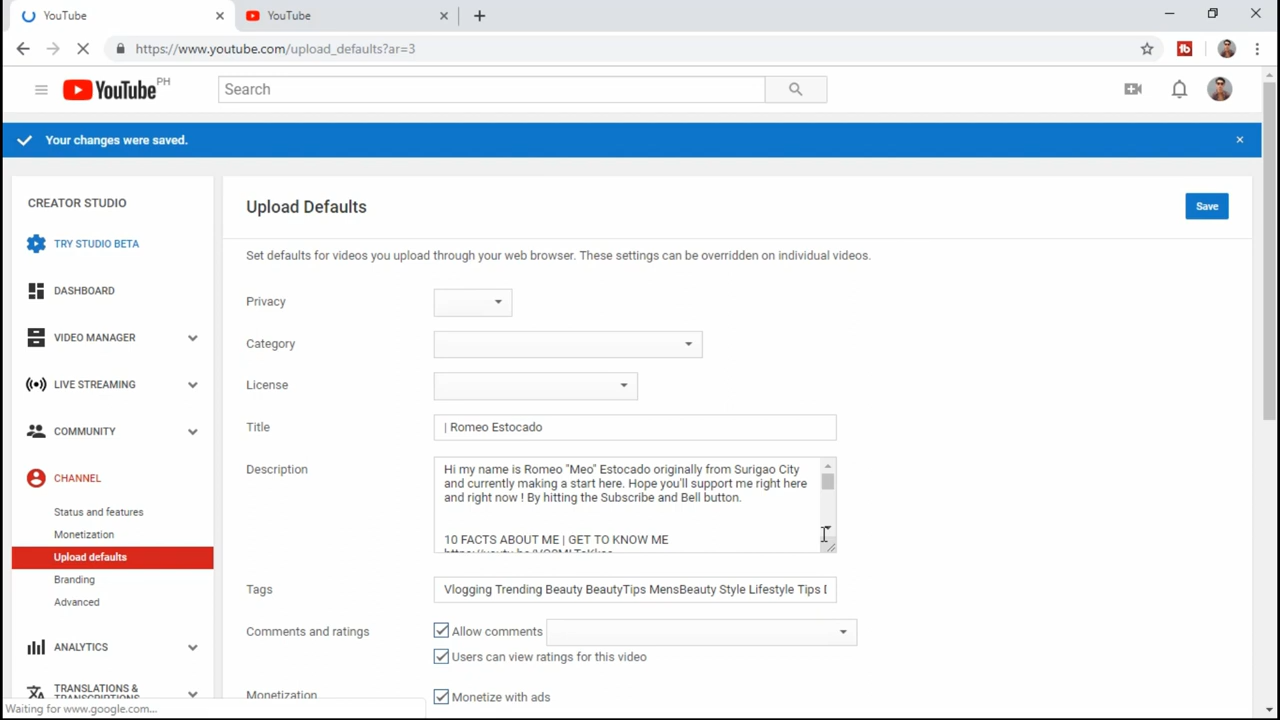 YouTube
YouTube
https://www.youtube.com/upload_defaults?ar=3
YouTube PH
Search
Your changes were saved.
CREATOR STUDIO
TRY STUDIO BETA
DASHBOARD
VIDEO MANAGER
LIVE STREAMING
COMMUNITY
CHANNEL
Status and features
Monetization
Upload defaults
Branding
Advanced
ANALYTICS
TRANSLATIONS &
TRANSCRIPTIONS
Waiting for www.google.com...
Upload Defaults
Save
Set defaults for videos you upload through your web browser. These settings can be overridden on individual videos.
Privacy
Category
License
Title
| Romeo Estocado
Description
Hi my name is Romeo "Meo" Estocado originally from Surigao City
and currently making a start here. Hope you'll support me right here
and right now ! By hitting the Subscribe and Bell button.
10 FACTS ABOUT ME | GET TO KNOW ME
Tags
Vlogging Trending Beauty BeautyTips MensBeauty Style Lifestyle Tips
Comments and ratings
Allow comments
Users can view ratings for this video
Monetization
Monetize with ads